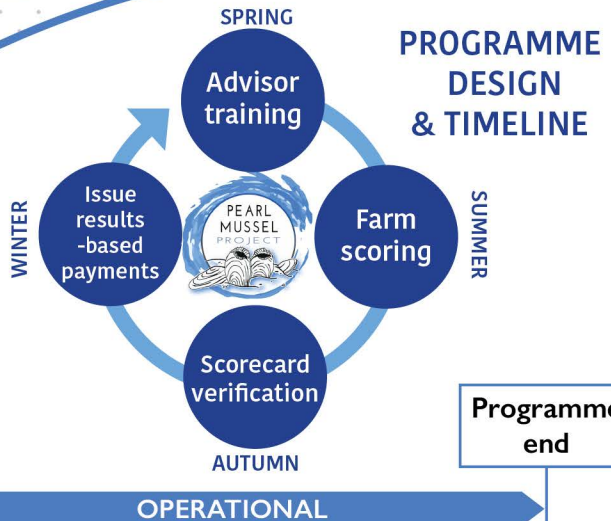 SPRING
PROGRAMME
DESIGN
& TIMELINE
Advisor
training
WINTER
Issue
results
-based
payments
PEARL
MUSSEL
PROJECT
Farm
scoring
SUMMER
Scorecard
verification
AUTUMN
Programme
end
OPERATIONAL